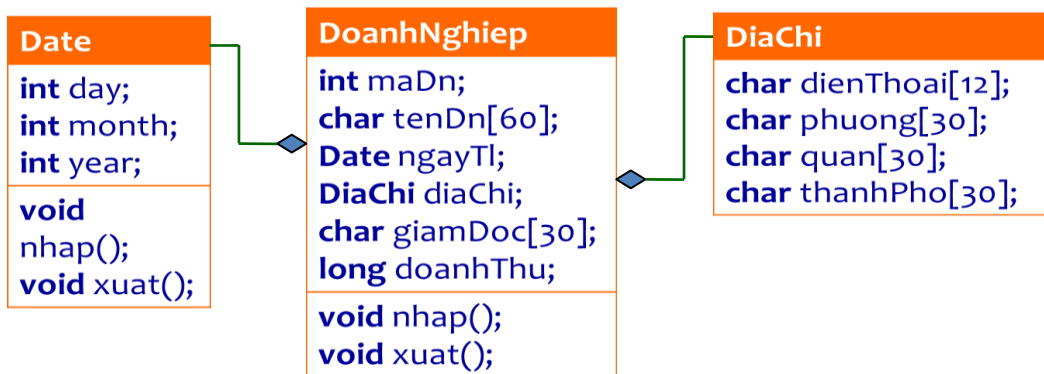 Date
int day;
int month;
int year;
void
nhap();
void xuat();
DoanhNghiep
int maDn;
char tenDn[60];
Date ngayTl;
DiaChi diaChi;
char giamDoc[30];
long doanhThu;
void nhap();
void xuat();
DiaChi
char dienThoai[12];
char phuong[30];
char quan[30];
char thanhPho[30];